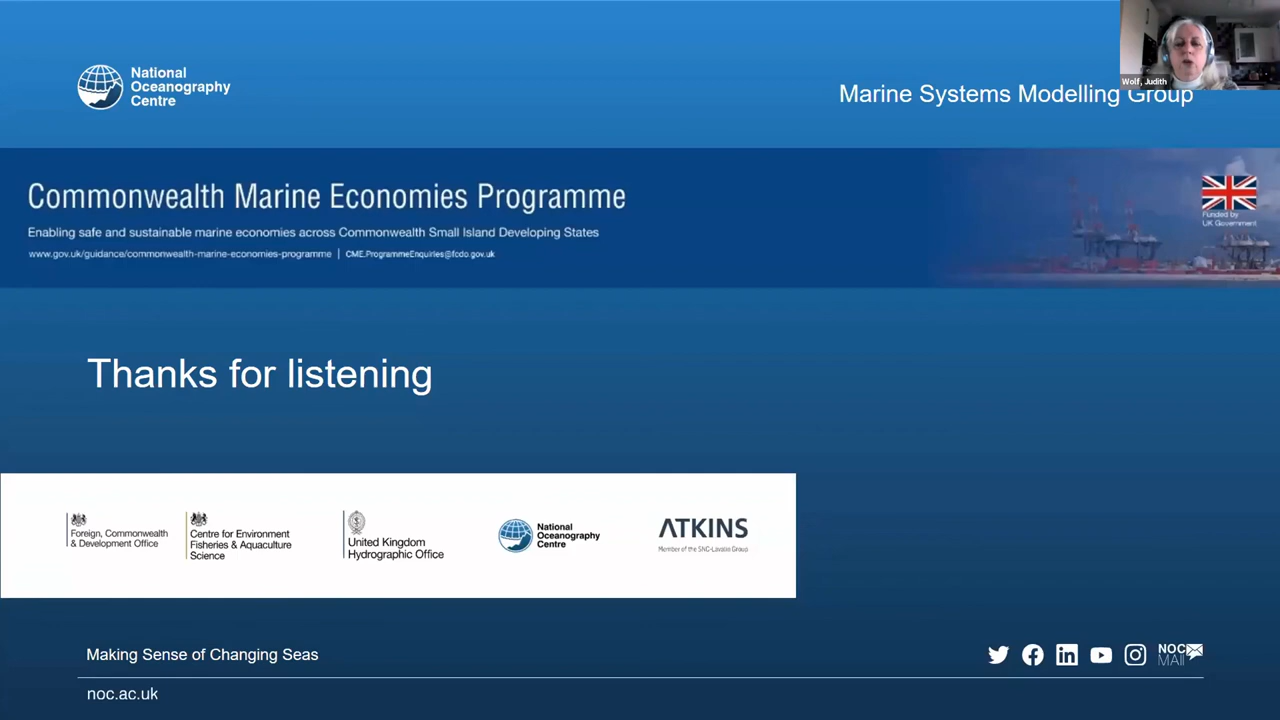 National
Oceanography
Centre
Marine Systems Modelling Group
Wolf, Judith
Commonwealth Marine Economies Programme
Enabling safe and sustainable marine economies across Commonwealth Small Island Developing States
www.gov.uk/guidance/commonwealth-marine-economies-programme | CME.ProgrammeEnquiries@fcdo.gov.uk
Funded by
UK Government
Thanks for listening
Foreign, Commonwealth
& Development Office
Centre for Environment
Fisheries & Aquaculture
Science
United Kingdom
Hydrographic Office
National
Oceanography
Centre
ATKINS
Member of the SNC-Lavalin Group
Making Sense of Changing Seas
NOC
MAIL
noc.ac.uk